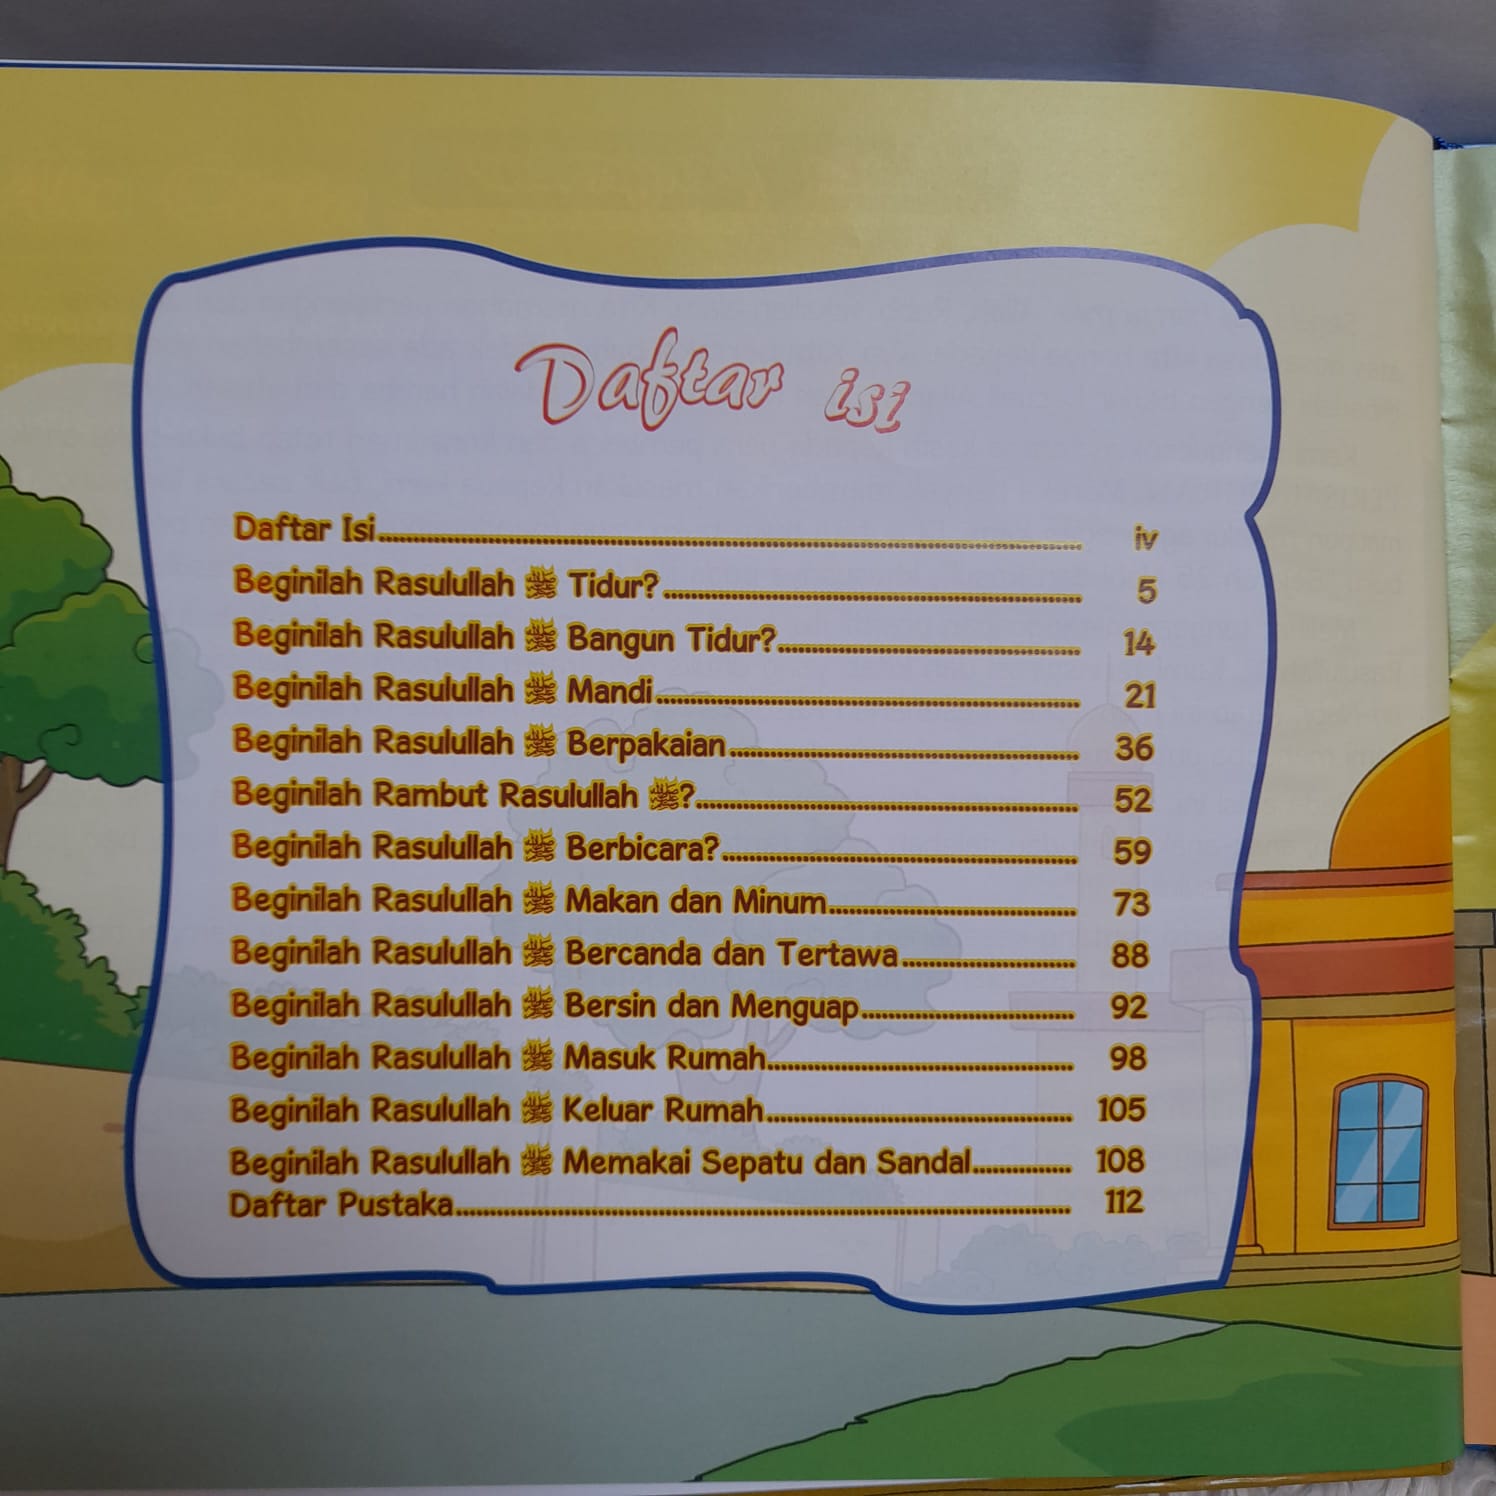 Daftar isi
Daftar Isi........ iv
Beginilah Rasulullah ﷺ Tidur?........ 5
Beginilah Rasulullah ﷺ Bangun Tidur?........ 14
Beginilah Rasulullah ﷺ Mandi........ 21
Beginilah Rasulullah ﷺ Berpakaian........ 36
Beginilah Rambut Rasulullah ﷺ?........ 52
Beginilah Rasulullah ﷺ Berbicara?........ 59
Beginilah Rasulullah ﷺ Makan dan Minum........ 73
Beginilah Rasulullah ﷺ Bercanda dan Tertawa........ 88
Beginilah Rasulullah ﷺ Bersin dan Menguap........ 92
Beginilah Rasulullah ﷺ Masuk Rumah........ 98
Beginilah Rasulullah ﷺ Keluar Rumah........ 105
Beginilah Rasulullah ﷺ Memakai Sepatu dan Sandal........ 108
Daftar Pustaka........ 112